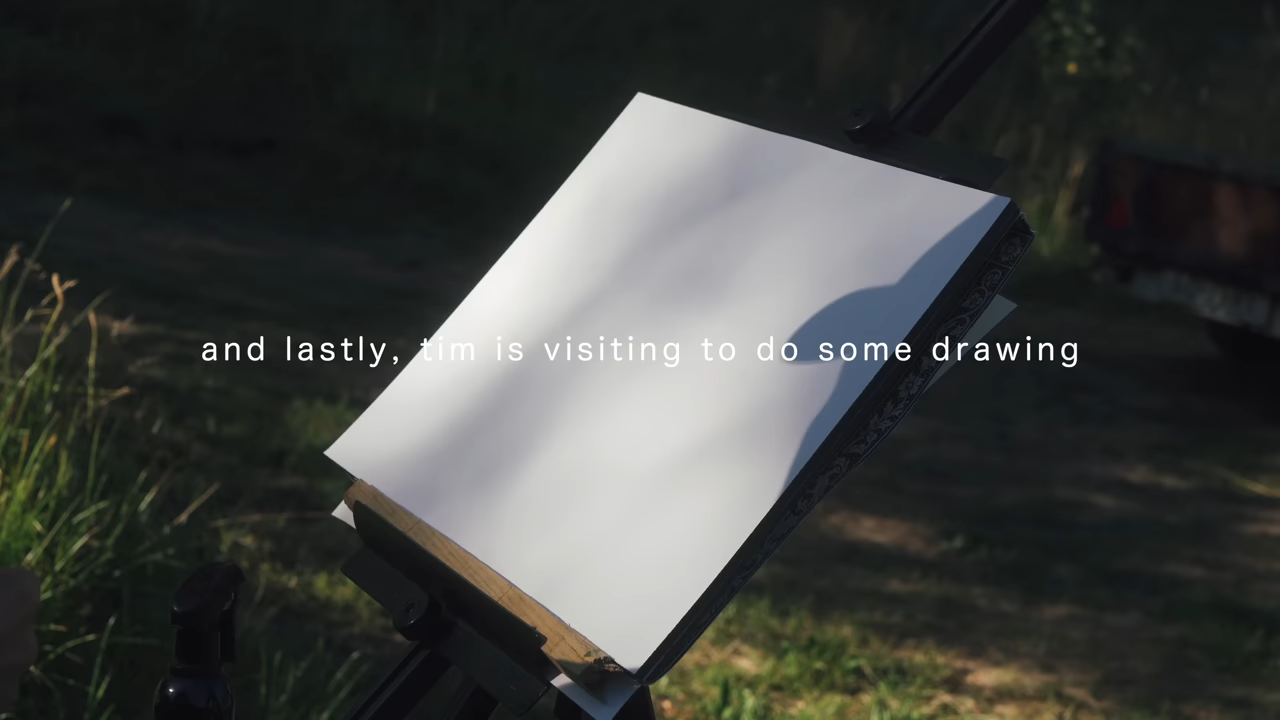 and lastly, tim is visiting to do some drawing